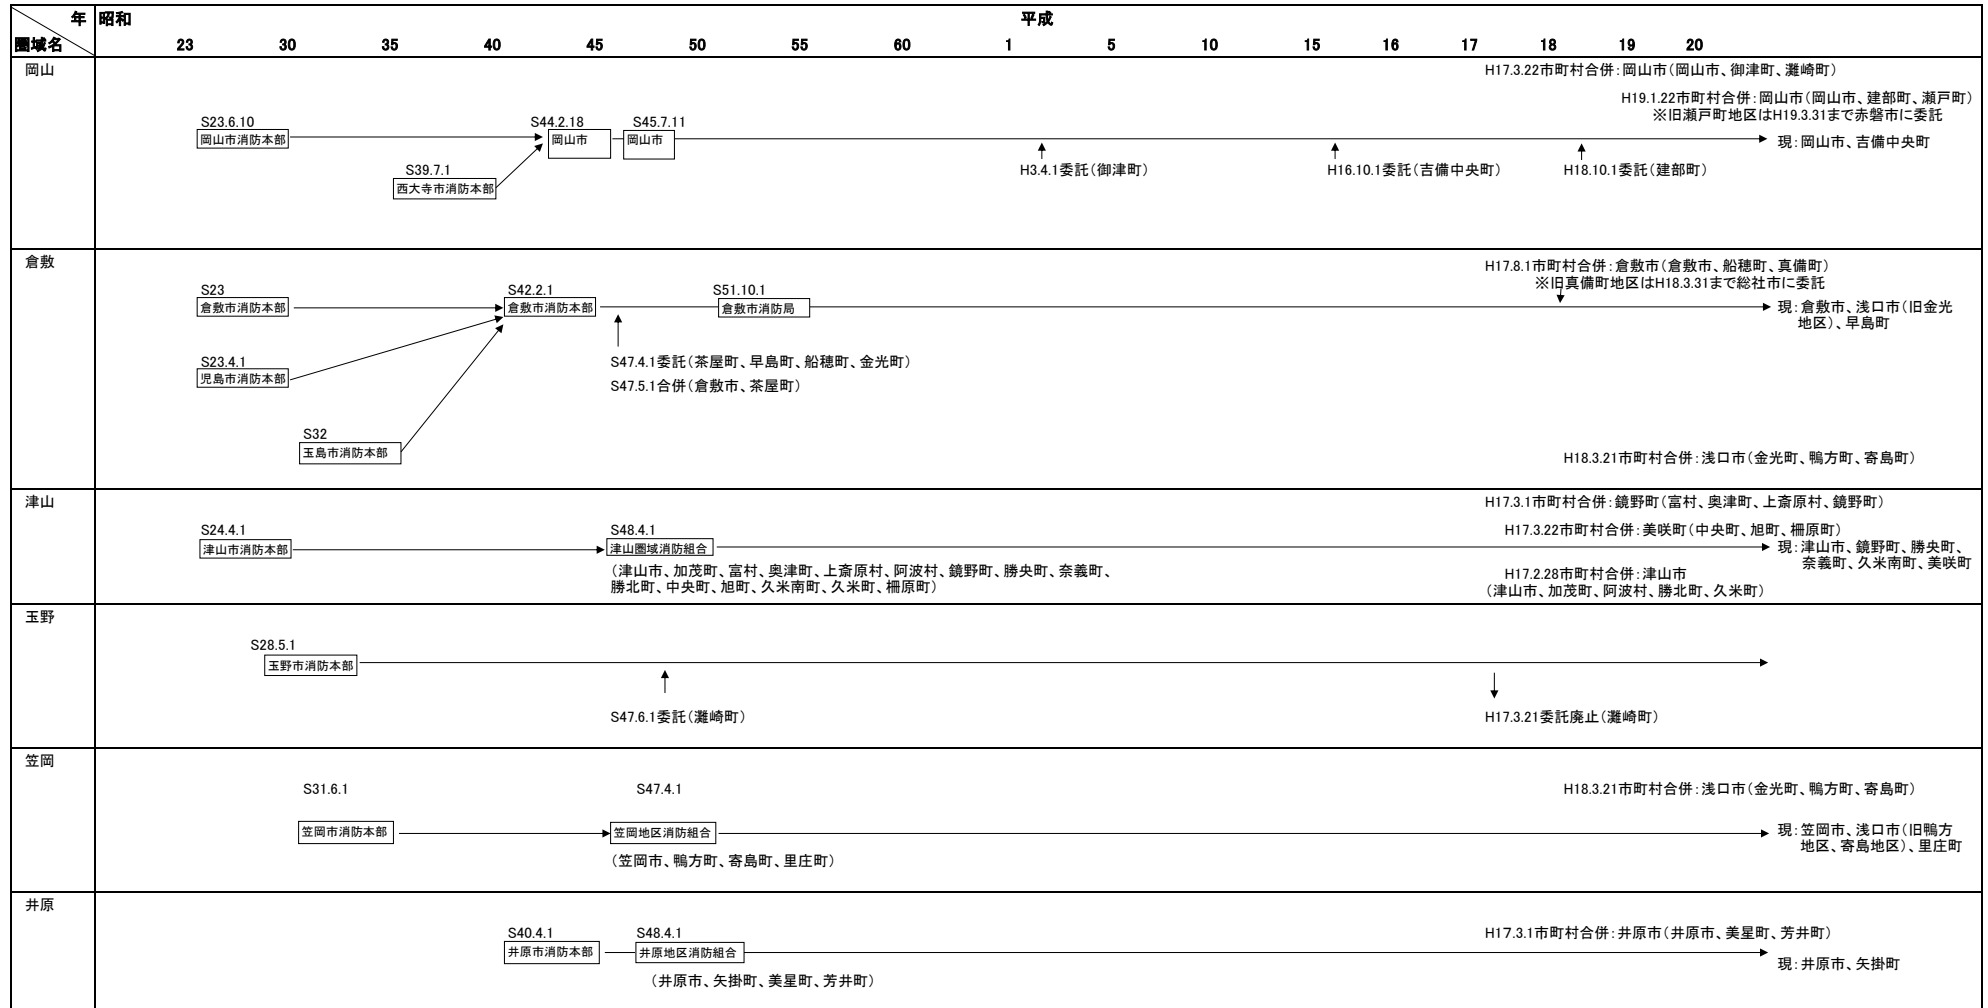 年
昭和
平成
圏域名
23 30 35 40 45 50 55 60 1 5 10 15 16 17 18 19 20
岡山
H17.3.22市町村合併：岡山市（岡山市、御津町、灘崎町）
H19.1.22市町村合併：岡山市（岡山市、建部町、瀬戸町）
※旧瀬戸町地区はH19.3.31まで赤磐市に委託
S23.6.10
岡山市消防本部
S44.2.18
岡山市
S45.7.11
岡山市
現：岡山市、吉備中央町
S39.7.1
西大寺市消防本部
H3.4.1委託（御津町）
H16.10.1委託（吉備中央町）
H18.10.1委託（建部町）
倉敷
H17.8.1市町村合併：倉敷市（倉敷市、船穂町、真備町）
※旧真備町地区はH18.3.31まで総社市に委託
S23
倉敷市消防本部
S42.2.1
倉敷市消防本部
S51.10.1
倉敷市消防局
現：倉敷市、浅口市（旧金光
地区）、早島町
S23.4.1
児島市消防本部
S47.4.1委託（茶屋町、早島町、船穂町、金光町）
S47.5.1合併（倉敷市、茶屋町）
S32
玉島市消防本部
H18.3.21市町村合併：浅口市（金光町、鴨方町、寄島町）
津山
H17.3.1市町村合併：鏡野町（富村、奥津町、上斎原村、鏡野町）
H17.3.22市町村合併：美咲町（中央町、旭町、柵原町）
S24.4.1
津山市消防本部
S48.4.1
津山圏域消防組合
現：津山市、鏡野町、勝央町、
奈義町、久米南町、美咲町
（津山市、加茂町、富村、奥津町、上斎原村、阿波村、鏡野町、勝央町、奈義町、
勝北町、中央町、旭町、久米南町、久米町、柵原町）
H17.2.28市町村合併：津山市
（津山市、加茂町、阿波村、勝北町、久米町）
玉野
S28.5.1
玉野市消防本部
S47.6.1委託（灘崎町）
H17.3.21委託廃止（灘崎町）
笠岡
S31.6.1
S47.4.1
H18.3.21市町村合併：浅口市（金光町、鴨方町、寄島町）
笠岡市消防本部
笠岡地区消防組合
現：笠岡市、浅口市（旧鴨方
地区、寄島地区）、里庄町
（笠岡市、鴨方町、寄島町、里庄町）
井原
S40.4.1
井原市消防本部
S48.4.1
井原地区消防組合
H17.3.1市町村合併：井原市（井原市、美星町、芳井町）
現：井原市、矢掛町
（井原市、矢掛町、美星町、芳井町）